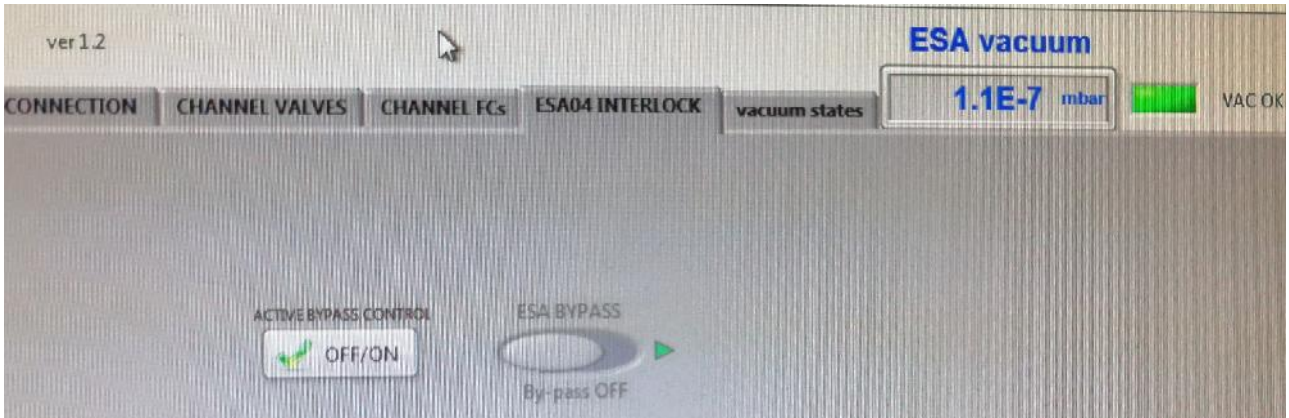 ver 1.2
ESA vacuum
CONNECTION
CHANNEL VALVES
CHANNEL FCs
ESA04 INTERLOCK
vacuum states
1.1E-7 mbar
VAC OK
ACTIVE BYPASS CONTROL
OFF/ON
ESA BYPASS
By-pass OFF